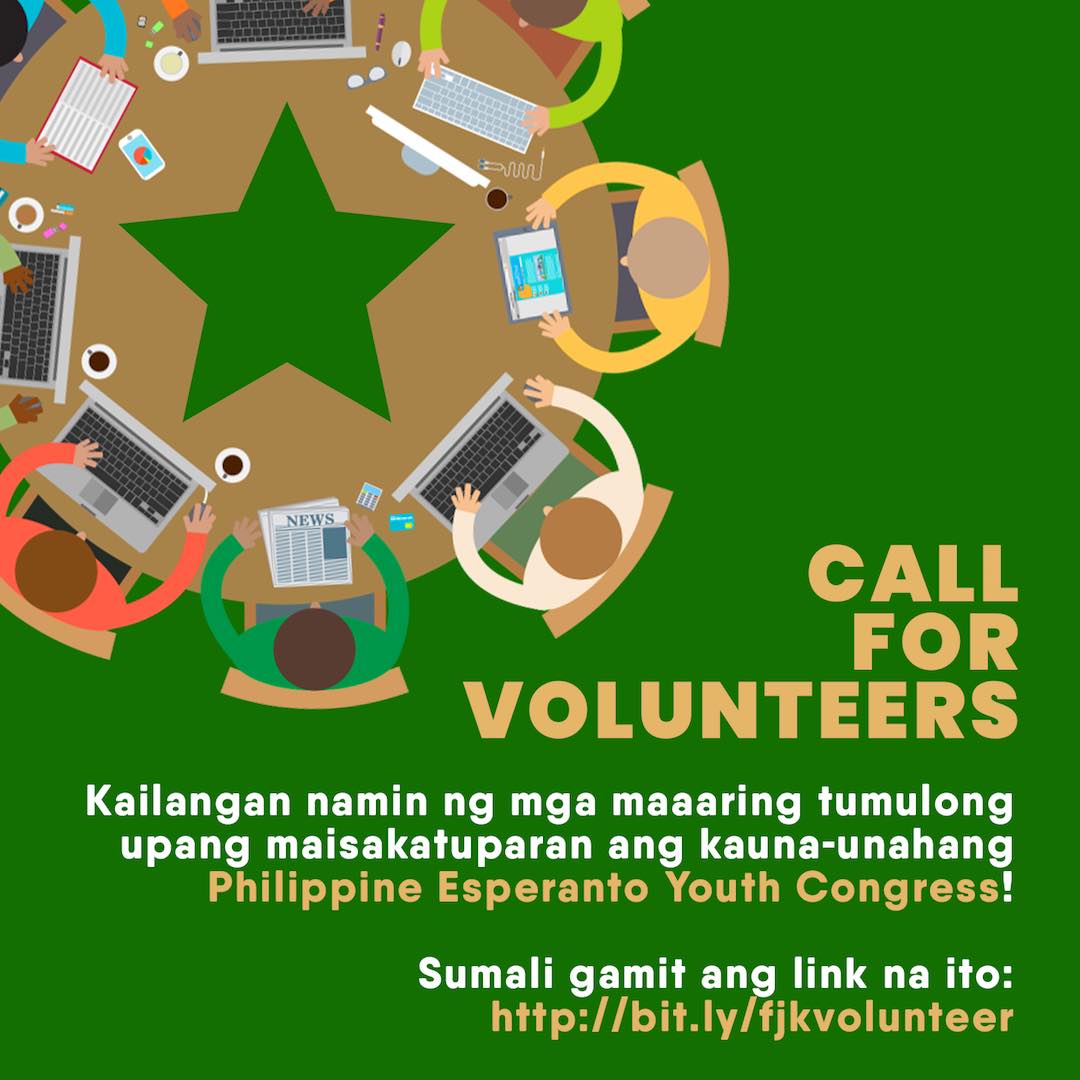 NEWS
CALL
FOR
VOLUNTEERS
Kailangan namin ng mga maaaring tumulong
upang maisakatuparan ang kauna-unahang
Philippine Esperanto Youth Congress!
Sumali gamit ang link na ito:
http://bit.ly/fjkvolunteer